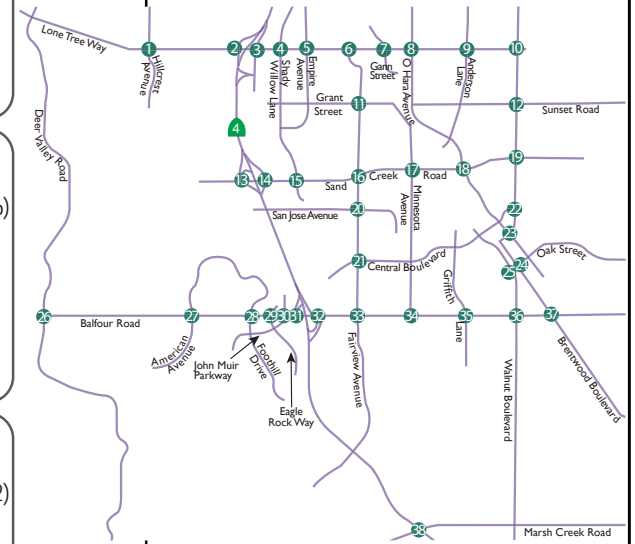 Lone Tree Way
1
2
3
4
5
6
7
8
9
10
Hillcrest
Avenue
Willow Lane
Shady
Empire
Avenue
Gann
Street
O Hara Avenue
Anderson
Lane
Grant
Street
11
12
Sunset Road
4
Deer Valley Road
13
14
15
Sand
16
Creek
17
Road
18
19
San Jose Avenue
20
Minnesota
Avenue
22
23
21
Central Boulevard
Griffith
Lane
24
25
Oak Street
26
Balfour Road
27
28
29
30
31
32
33
34
35
36
37
American
Avenue
John Muir
Parkway
Foothill
Drive
Eagle
Rock Way
Fairview Avenue
Walnut Boulevard
Brentwood Boulevard
)
2)
38
Marsh Creek Road